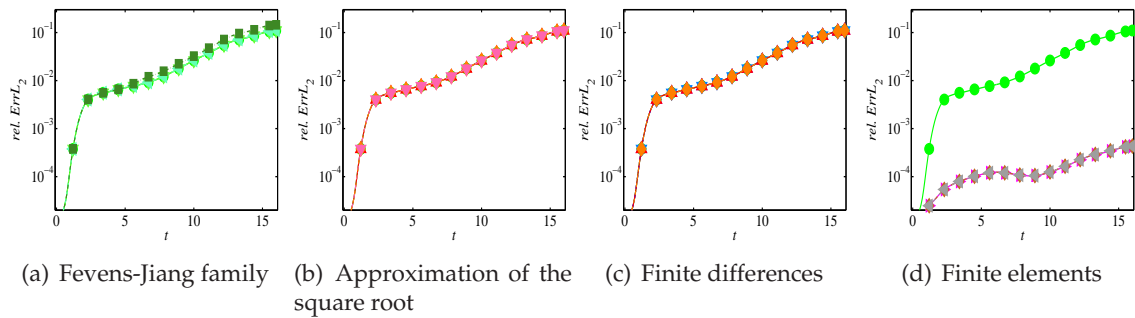 10⁻¹
10⁻²
10⁻³
10⁻⁴
rel. ErrL₂
0 5 10 15
t
(a) Fevens-Jiang family
10⁻¹
10⁻²
10⁻³
10⁻⁴
rel. ErrL₂
0 5 10 15
t
(b) Approximation of the
square root
10⁻¹
10⁻²
10⁻³
10⁻⁴
rel. ErrL₂
0 5 10 15
t
(c) Finite differences
10⁻¹
10⁻²
10⁻³
10⁻⁴
rel. ErrL₂
0 5 10 15
t
(d) Finite elements